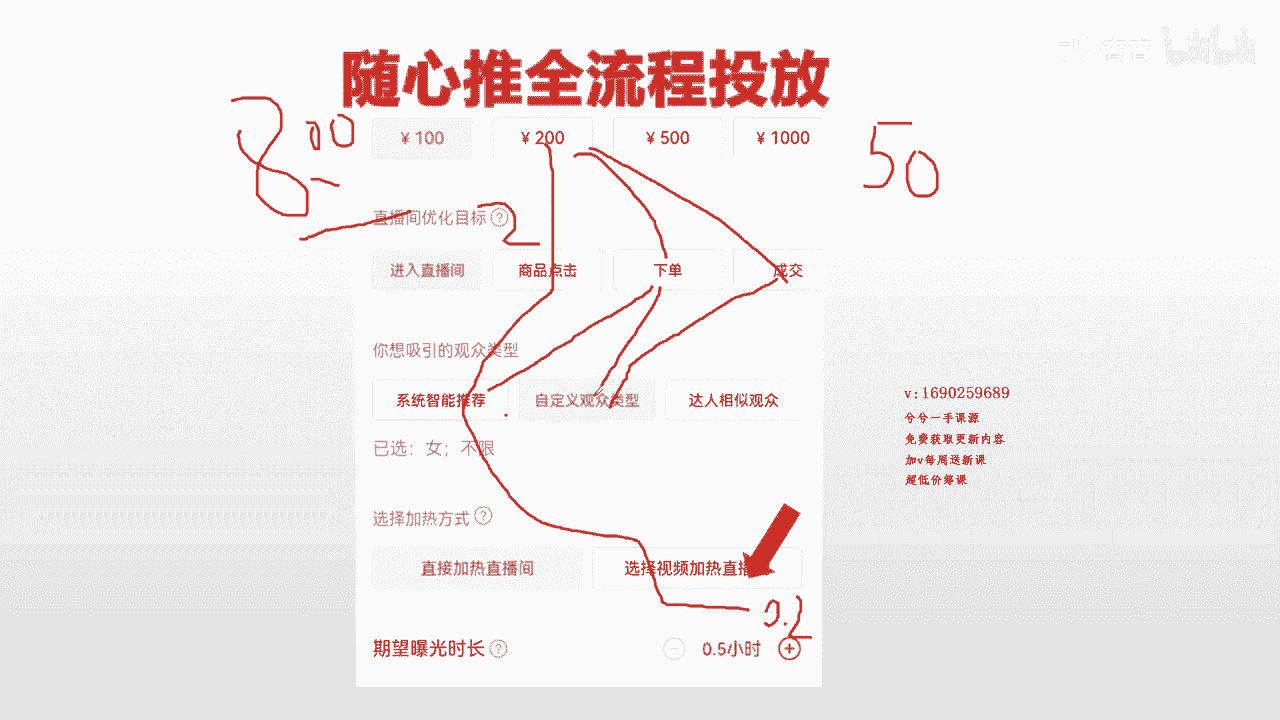 随心推全流程投放
800
¥ 100 ¥ 200 ¥ 500 ¥ 1000
50
直播间优化目标 ?
2
进入直播间 商品点击 下单 成交
你想吸引的观众类型
系统智能推荐 自定义观众类型 达人相似观众
已选：女；不限
v:1690259689
兮兮一手课源
免费获取更新内容
加v每周送新课
超低价筹课
选择加热方式 ?
直接加热直播间 选择视频加热直播
0.2
期望曝光时长 ? 0.5小时